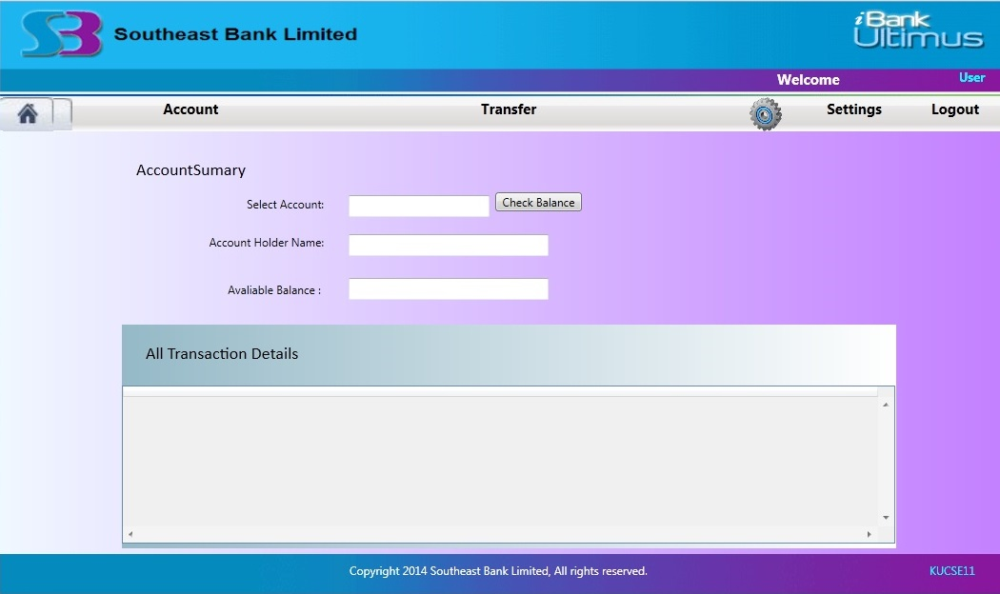 SB Southeast Bank Limited
iBank
Ultimus
Welcome User
Account Transfer Settings Logout
AccountSumary
Select Account: Check Balance
Account Holder Name:
Avaliable Balance :
All Transaction Details
Copyright 2014 Southeast Bank Limited, All rights reserved. KUCSE11